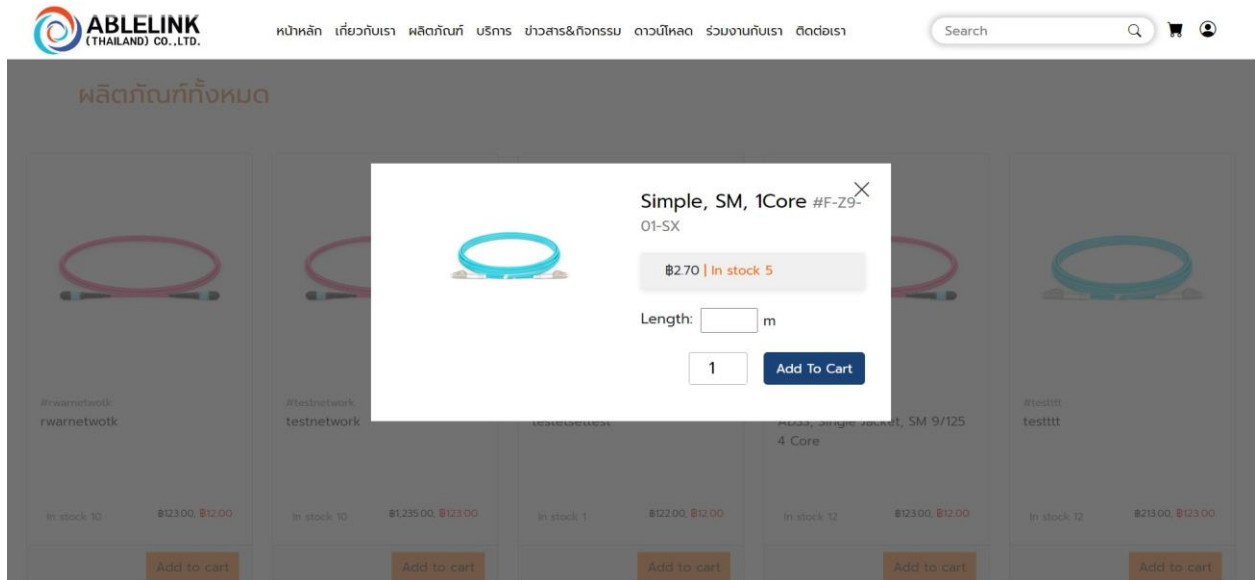 ABLELINK
(THAILAND) CO.,LTD.
หน้าหลัก เกี่ยวกับเรา ผลิตภัณฑ์ บริการ ข่าวสาร&กิจกรรม ดาวน์โหลด ร่วมงานกับเรา ติดต่อเรา
Search
ผลิตภัณฑ์ทั้งหมด
Simple, SM, 1Core #F-Z9-
01-SX
฿2.70 | In stock 5
Length: m
1 Add To Cart
#rwarnetwotk
rwarnetwotk
In stock 10 ฿123.00, ฿12.00
Add to cart
#testnetwork
testnetwork
In stock 10 ฿1,235.00, ฿123.00
Add to cart
In stock 1 ฿122.00, ฿12.00
Add to cart
ADSS, Single Jacket, SM 9/125
4 Core
In stock 12 ฿123.00, ฿12.00
Add to cart
#testttt
testttt
In stock 12 ฿213.00, ฿123.00
Add to cart